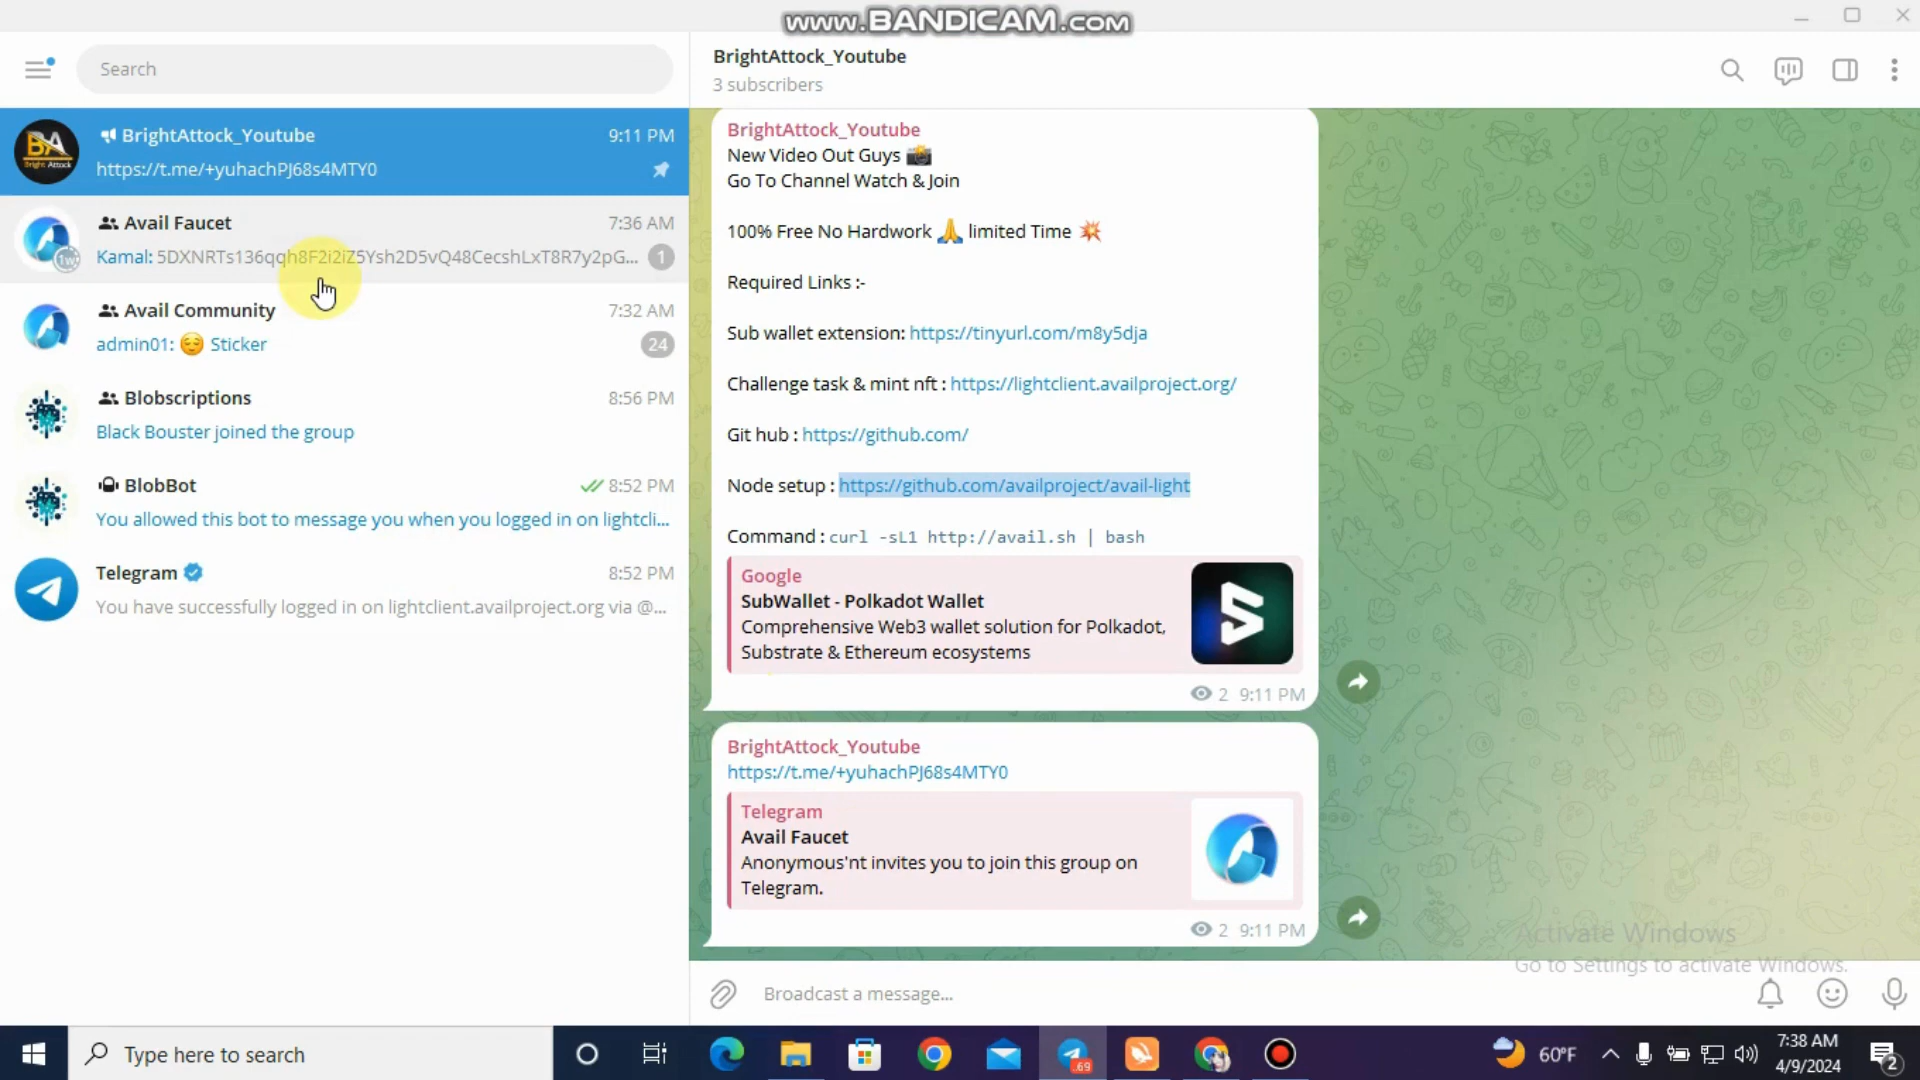 www.BANDICAM.com
Search
BrightAttock_Youtube
9:11 PM
https://t.me/+yuhachPJ68s4MTY0
BA
Bright Attock
Avail Faucet
7:36 AM
Kamal: 5DXNRTs136qqh8F2i2iZ5Ysh2D5vQ48CecshLxT8R7y2pG...
1
1w
Avail Community
7:32 AM
admin01: 😌 Sticker
24
Blobscriptions
8:56 PM
Black Bouster joined the group
BlobBot
8:52 PM
You allowed this bot to message you when you logged in on lightcli...
Telegram
8:52 PM
You have successfully logged in on lightclient.availproject.org via @...
BrightAttock_Youtube
3 subscribers
BrightAttock_Youtube
New Video Out Guys 📸
Go To Channel Watch & Join
100% Free No Hardwork 🙏 limited Time 💥
Required Links :-
Sub wallet extension: https://tinyurl.com/m8y5dja
Challenge task & mint nft : https://lightclient.availproject.org/
Git hub : https://github.com/
Node setup : https://github.com/availproject/avail-light
Command : curl -sL1 http://avail.sh | bash
Google
SubWallet - Polkadot Wallet
Comprehensive Web3 wallet solution for Polkadot,
Substrate & Ethereum ecosystems
2 9:11 PM
BrightAttock_Youtube
https://t.me/+yuhachPJ68s4MTY0
Telegram
Avail Faucet
Anonymous'nt invites you to join this group on
Telegram.
2 9:11 PM
Activate Windows
Go to Settings to activate Windows.
Broadcast a message...
Type here to search
.69
60°F
7:38 AM
4/9/2024
2